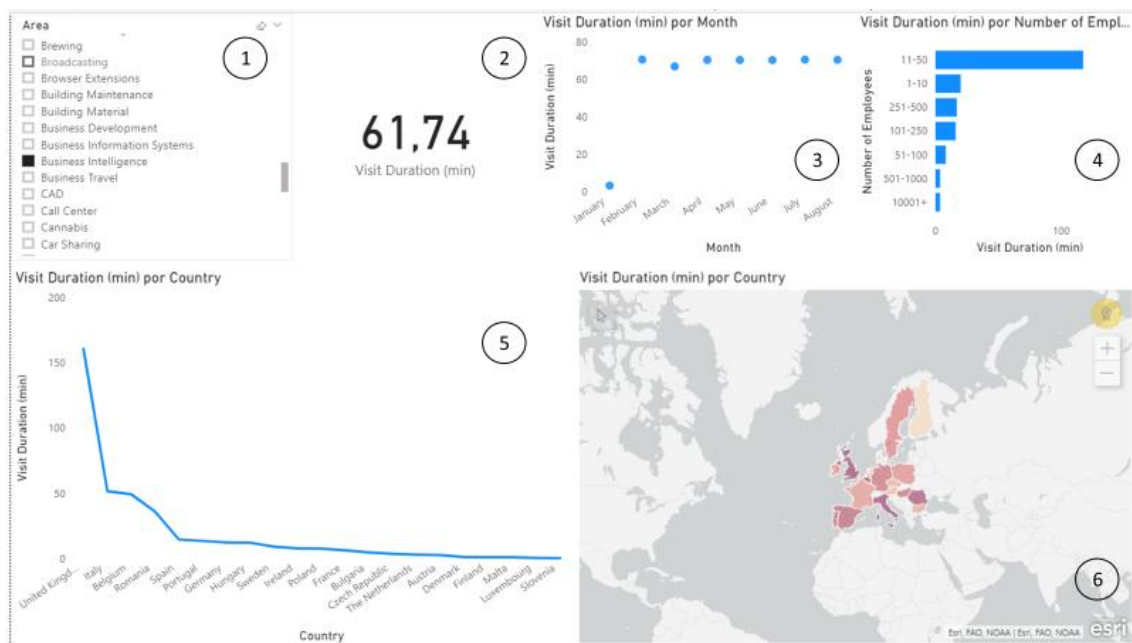 Area
Brewing
Broadcasting
Browser Extensions
Building Maintenance
Building Material
Business Development
Business Information Systems
Business Intelligence
Business Travel
CAD
Call Center
Cannabis
Car Sharing
1
2
61,74
Visit Duration (min)
Visit Duration (min) por Month
80
60
40
20
0
Visit Duration (min)
January
February
March
April
May
June
July
August
Month
3
Visit Duration (min) por Number of Empl...
Number of Employees
11-50
1-10
251-500
101-250
51-100
501-1000
10001+
0
100
Visit Duration (min)
4
Visit Duration (min) por Country
200
150
100
50
0
Visit Duration (min)
United Kingd...
Italy
Belgium
Romania
Spain
Portugal
Germany
Hungary
Sweden
Ireland
Poland
France
Bulgaria
Czech Republic
The Netherlands
Austria
Denmark
Finland
Malta
Luxembourg
Slovenia
Country
5
Visit Duration (min) por Country
+
−
6
Esri, FAO, NOAA | Esri, FAO, NOAA
esri